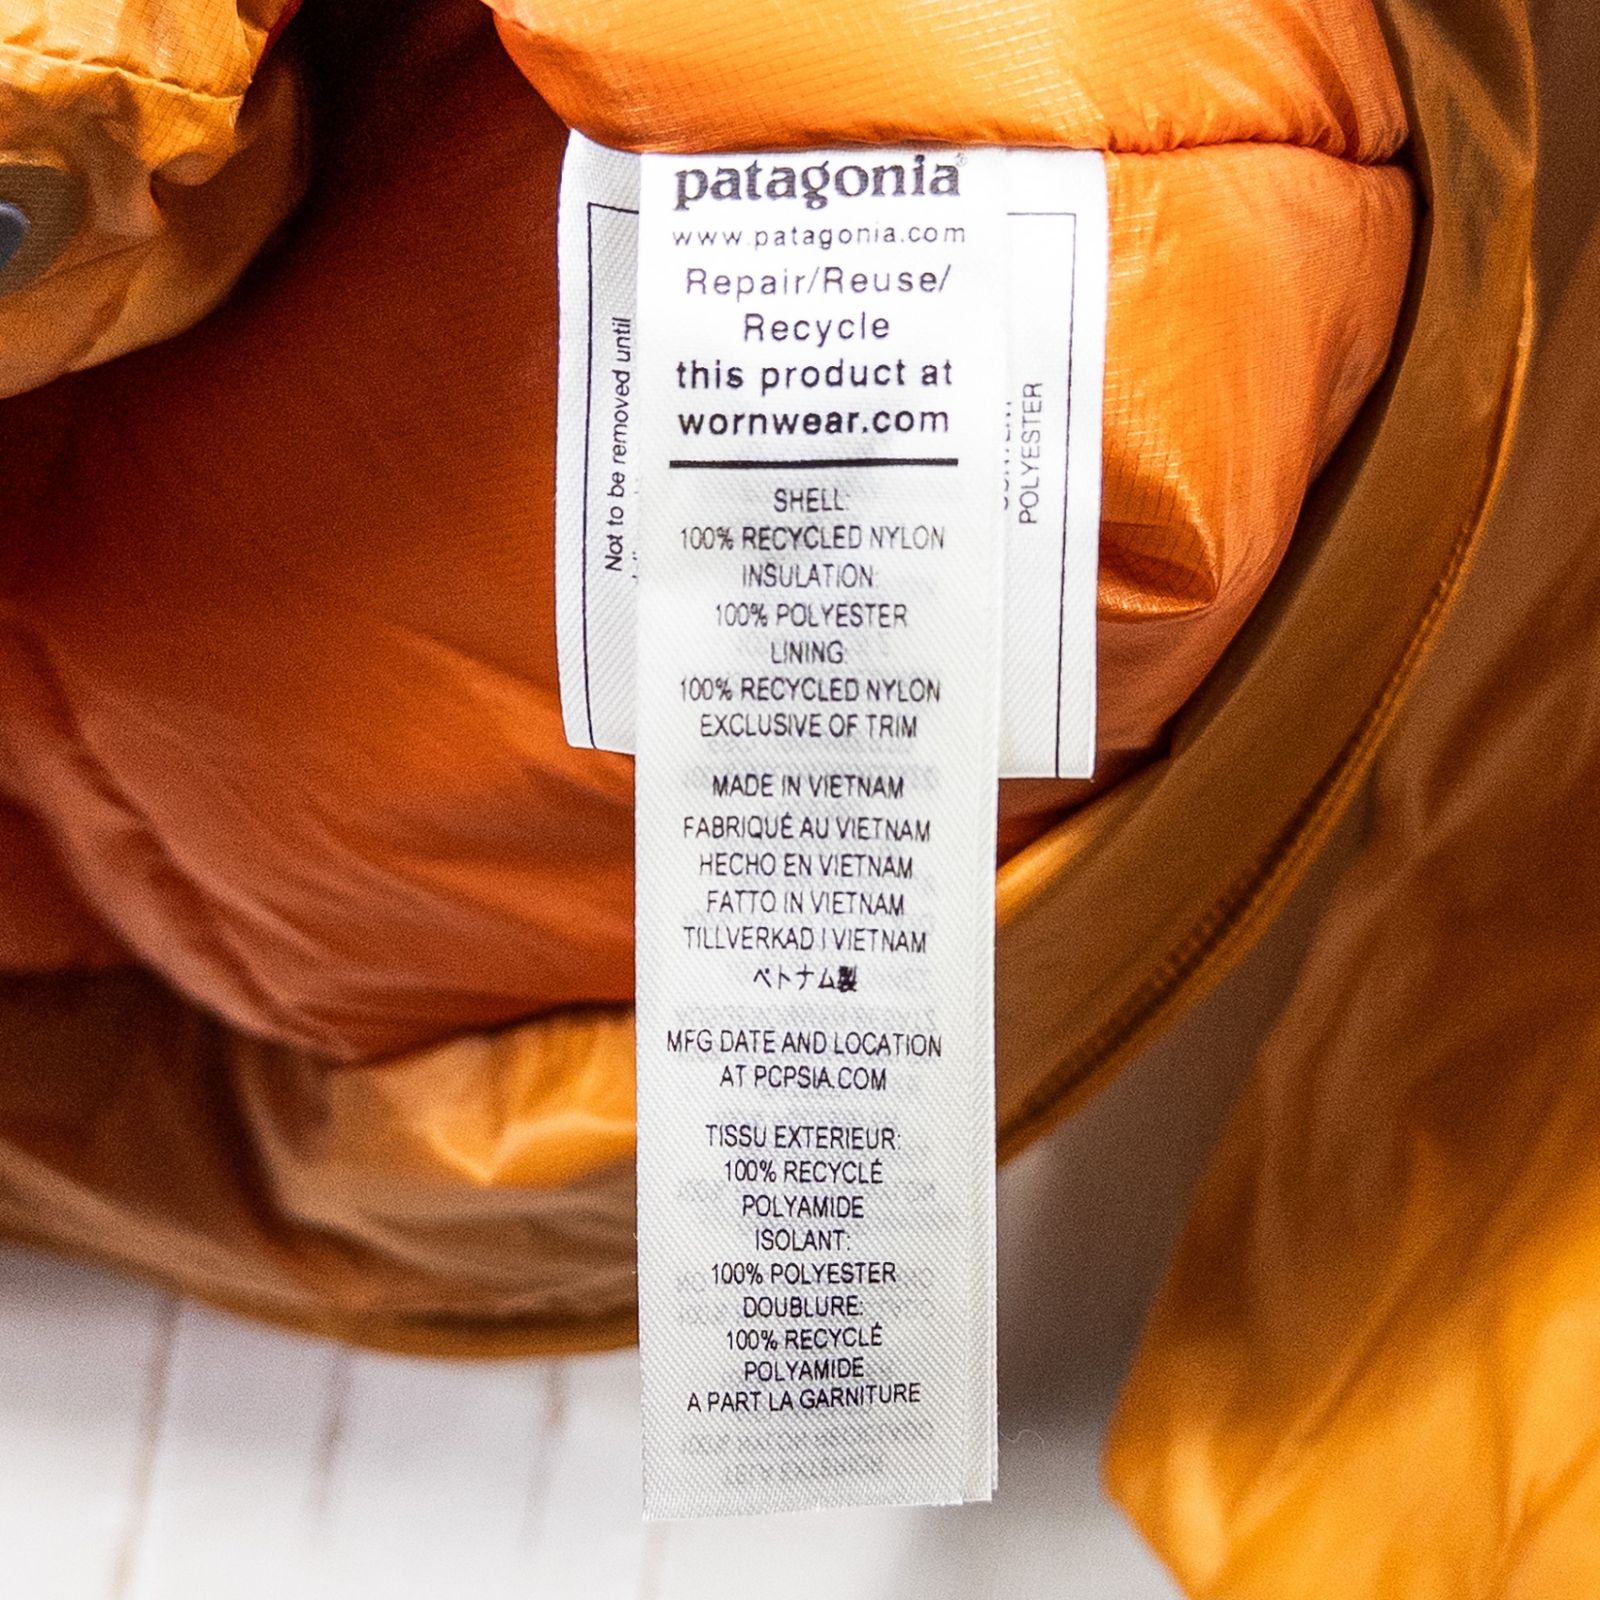 patagonia®
www.patagonia.com
Repair/Reuse/
Recycle
this product at
wornwear.com
SHELL:
100% RECYCLED NYLON
INSULATION:
100% POLYESTER
LINING:
100% RECYCLED NYLON
EXCLUSIVE OF TRIM
MADE IN VIETNAM
FABRIQUÉ AU VIETNAM
HECHO EN VIETNAM
FATTO IN VIETNAM
TILLVERKAD I VIETNAM
ベトナム製
MFG DATE AND LOCATION
AT PCPSIA.COM
TISSU EXTERIEUR:
100% RECYCLÉ
POLYAMIDE
ISOLANT:
100% POLYESTER
DOUBLURE:
100% RECYCLÉ
POLYAMIDE
A PART LA GARNITURE
Not to be removed until
POLYESTER